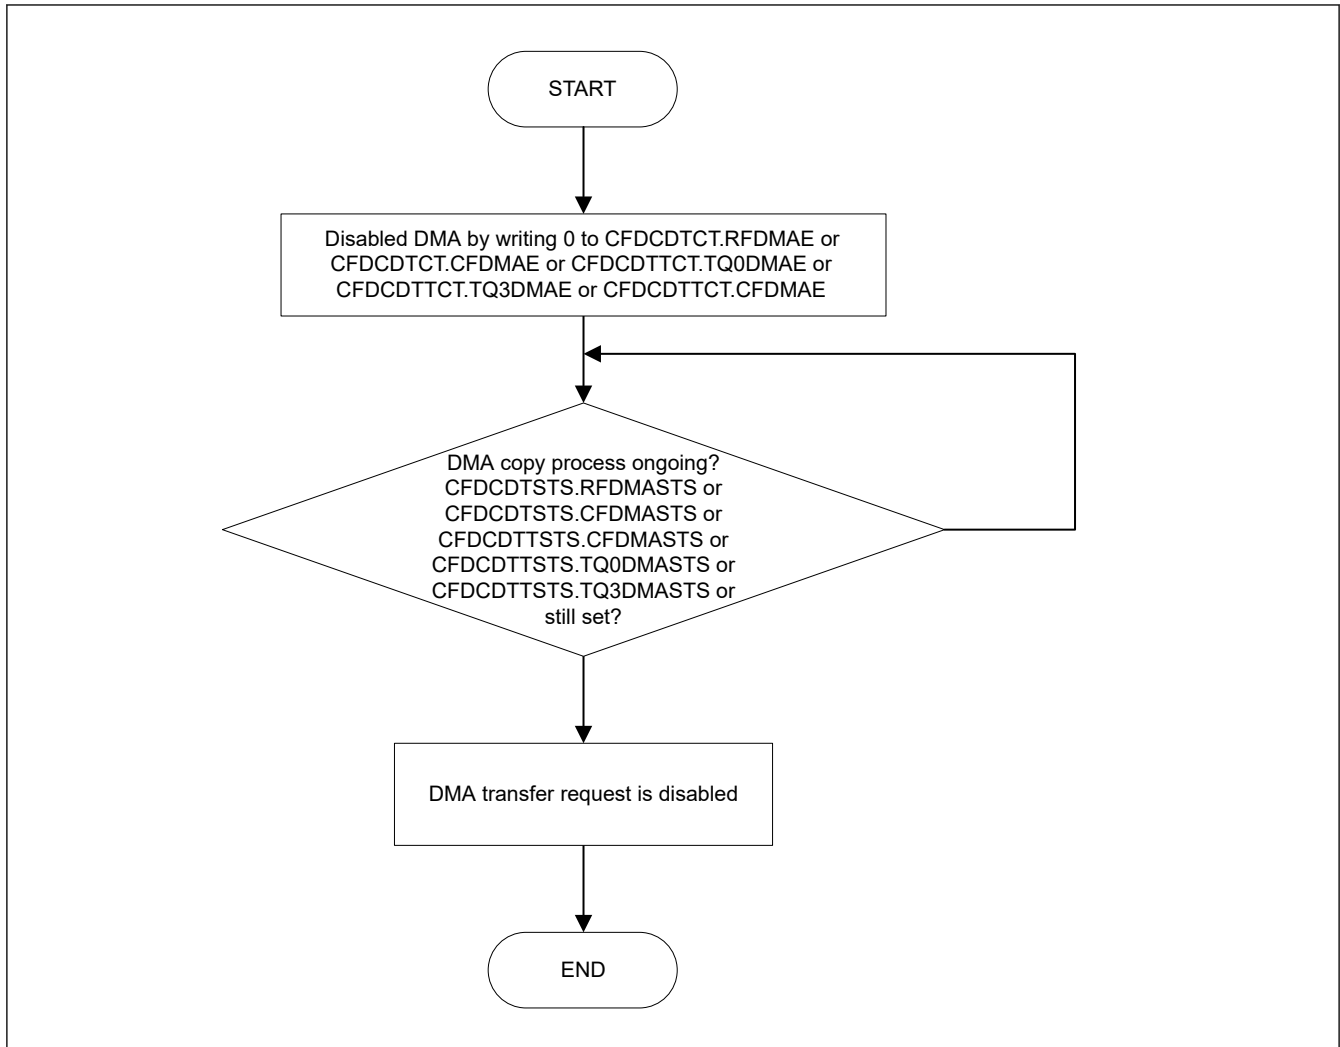 START
Disabled DMA by writing 0 to CFDCDTCT.RFDMAE or
CFDCDTCT.CFDMAE or CFDCDTTCT.TQ0DMAE or
CFDCDTTCT.TQ3DMAE or CFDCDTTCT.CFDMAE
DMA copy process ongoing?
CFDCDTSTS.RFDMASTS or
CFDCDTSTS.CFDMASTS or
CFDCDTTSTS.CFDMASTS or
CFDCDTTSTS.TQ0DMASTS or
CFDCDTTSTS.TQ3DMASTS or
still set?
DMA transfer request is disabled
END